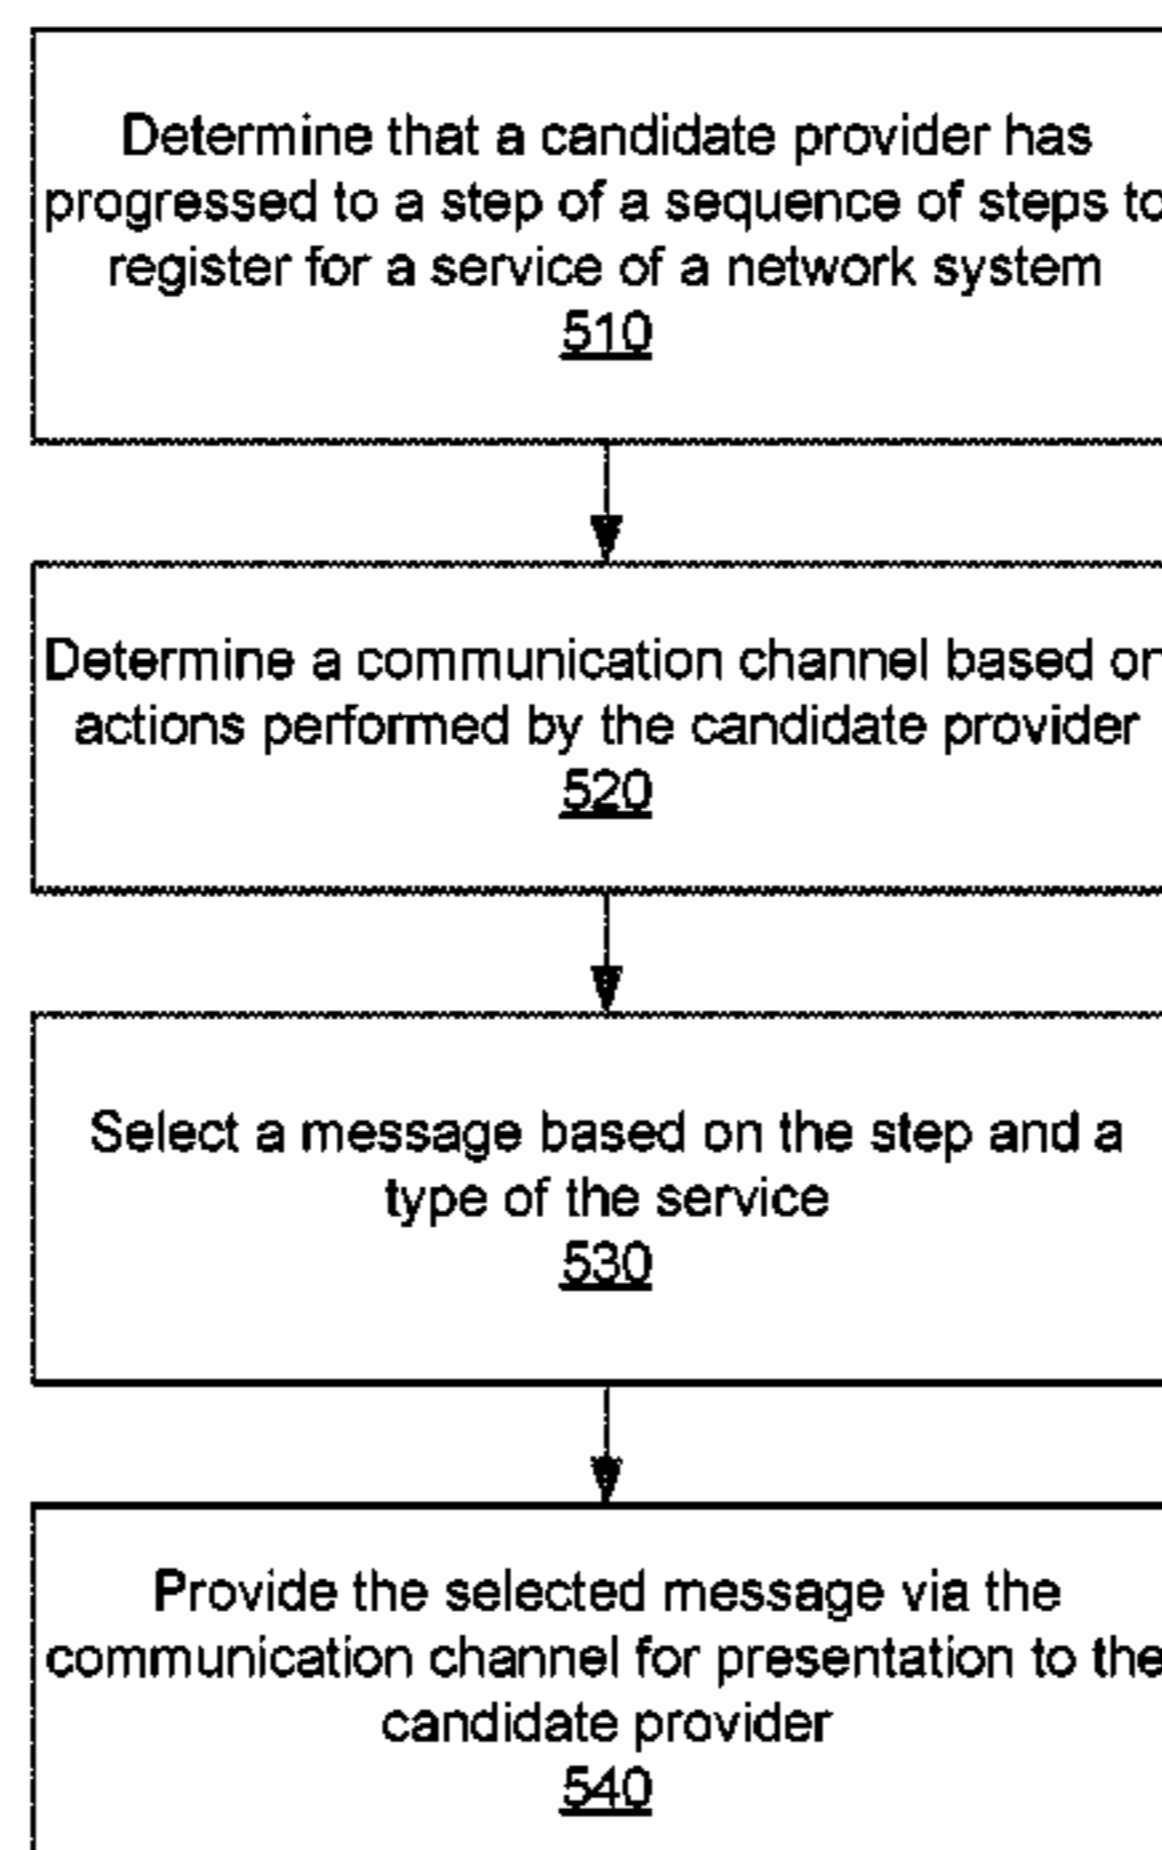 Determine that a candidate provider has
progressed to a step of a sequence of steps to
register for a service of a network system
510
Determine a communication channel based on
actions performed by the candidate provider
520
Select a message based on the step and a
type of the service
530
Provide the selected message via the
communication channel for presentation to the
candidate provider
540